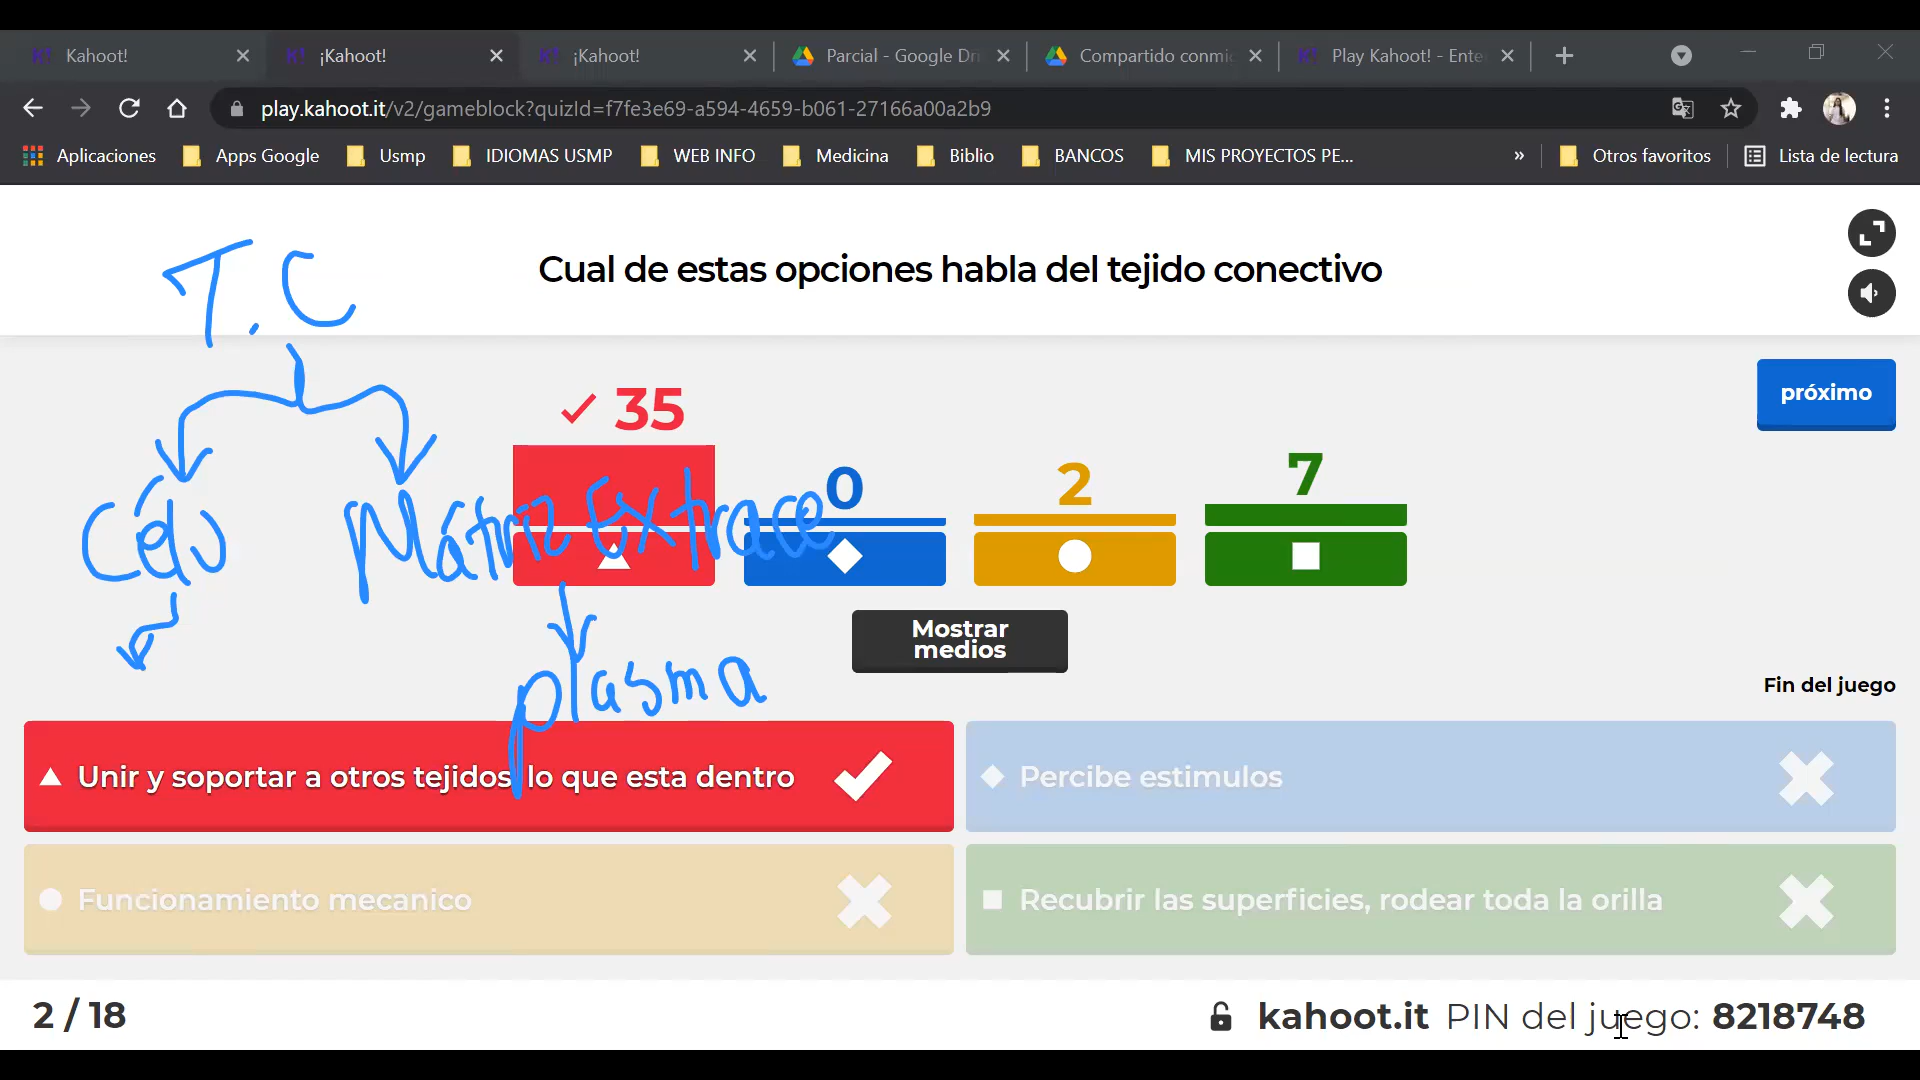 Kahoot!
¡Kahoot!
¡Kahoot!
Parcial - Google Dri
Compartido conmi
Play Kahoot! - Ente
play.kahoot.it/v2/gameblock?quizId=f7fe3e69-a594-4659-b061-27166a00a2b9
Aplicaciones
Apps Google
Usmp
IDIOMAS USMP
WEB INFO
Medicina
Biblio
BANCOS
MIS PROYECTOS PE...
»
Otros favoritos
Lista de lectura
Cual de estas opciones habla del tejido conectivo
T.C
próximo
35
0
2
7
Matriz Extrace
plasma
Mostrar
medios
Fin del juego
Unir y soportar a otros tejidos, lo que esta dentro
Percibe estimulos
Funcionamiento mecanico
Recubrir las superficies, rodear toda la orilla
2 / 18
kahoot.it PIN del juego: 8218748